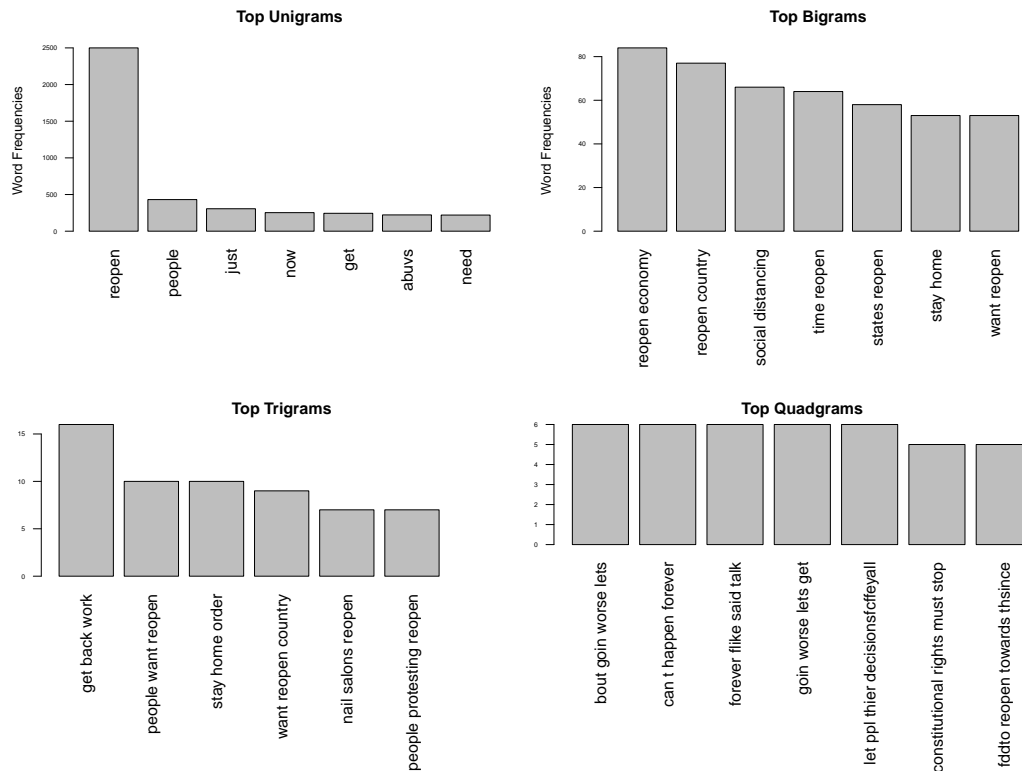 Top Unigrams
Word Frequencies
2500
2000
1500
1000
500
0
reopen
people
just
now
get
abuvs
need
Top Bigrams
Word Frequencies
80
60
40
20
0
reopen economy
reopen country
social distancing
time reopen
states reopen
stay home
want reopen
Top Trigrams
15
10
5
0
get back work
people want reopen
stay home order
want reopen country
nail salons reopen
people protesting reopen
Top Quadgrams
6
5
4
3
2
1
0
bout goin worse lets
can t happen forever
forever flike said talk
goin worse lets get
let ppl thier decisionsfcffeyall
constitutional rights must stop
fddto reopen towards thsince